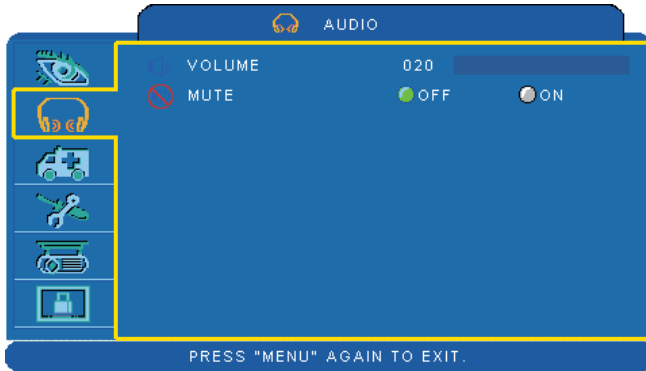 AUDIO
VOLUME 020
MUTE OFF ON
PRESS "MENU" AGAIN TO EXIT.